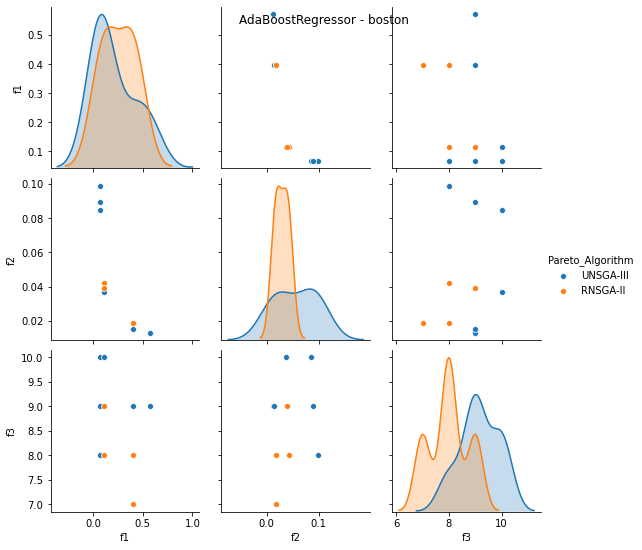 AdaBoostRegressor - boston
0.5
0.4
0.3
0.2
0.1
f1
0.10
0.08
0.06
0.04
0.02
f2
Pareto_Algorithm
UNSGA-III
RNSGA-II
10.0
9.5
9.0
8.5
8.0
7.5
7.0
f3
0.0 0.5 1.0
0.0 0.1
6 8 10
f1
f2
f3